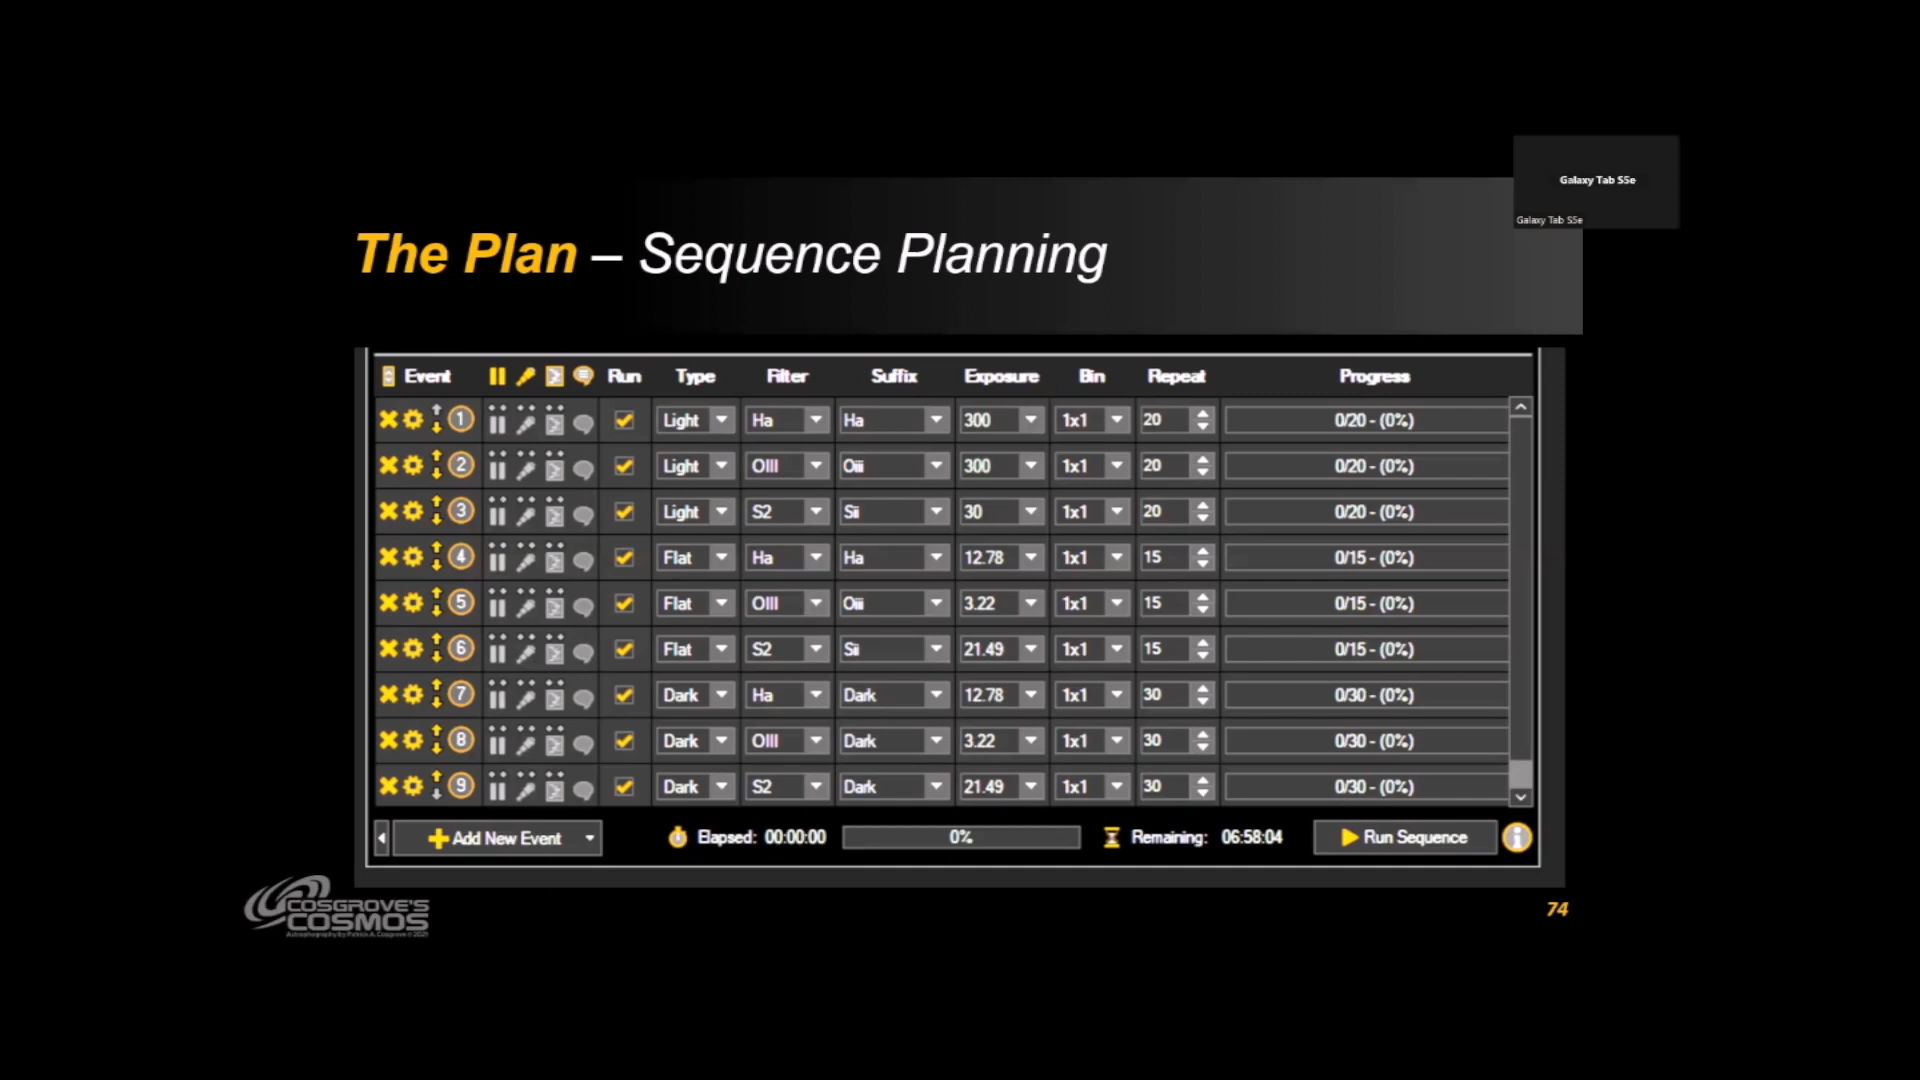 Galaxy Tab S5e
Galaxy Tab S5e
The Plan – Sequence Planning
Event Run Type Filter Suffix Exposure Bin Repeat Progress
1 Light Ha Ha 300 1x1 20 0/20 - (0%)
2 Light OIII Oiii 300 1x1 20 0/20 - (0%)
3 Light S2 Sii 30 1x1 20 0/20 - (0%)
4 Flat Ha Ha 12.78 1x1 15 0/15 - (0%)
5 Flat OIII Oiii 3.22 1x1 15 0/15 - (0%)
6 Flat S2 Sii 21.49 1x1 15 0/15 - (0%)
7 Dark Ha Dark 12.78 1x1 30 0/30 - (0%)
8 Dark OIII Dark 3.22 1x1 30 0/30 - (0%)
9 Dark S2 Dark 21.49 1x1 30 0/30 - (0%)
Add New Event Elapsed: 00:00:00 0% Remaining: 06:58:04 Run Sequence
COSGROVE'S
COSMOS
Astrophotography by Patrick A. Cosgrove © 2021
74